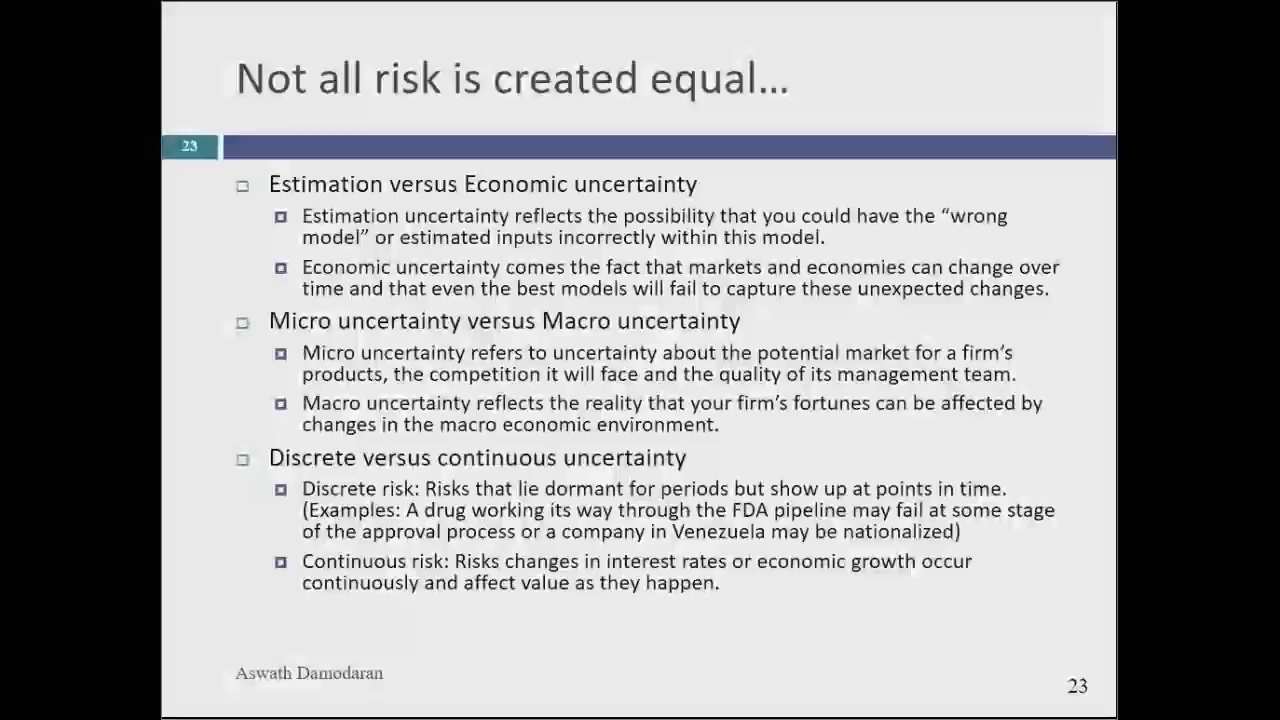 Not all risk is created equal...
23
Estimation versus Economic uncertainty
Estimation uncertainty reflects the possibility that you could have the “wrong
model” or estimated inputs incorrectly within this model.
Economic uncertainty comes the fact that markets and economies can change over
time and that even the best models will fail to capture these unexpected changes.
Micro uncertainty versus Macro uncertainty
Micro uncertainty refers to uncertainty about the potential market for a firm’s
products, the competition it will face and the quality of its management team.
Macro uncertainty reflects the reality that your firm’s fortunes can be affected by
changes in the macro economic environment.
Discrete versus continuous uncertainty
Discrete risk: Risks that lie dormant for periods but show up at points in time.
(Examples: A drug working its way through the FDA pipeline may fail at some stage
of the approval process or a company in Venezuela may be nationalized)
Continuous risk: Risks changes in interest rates or economic growth occur
continuously and affect value as they happen.
Aswath Damodaran
23